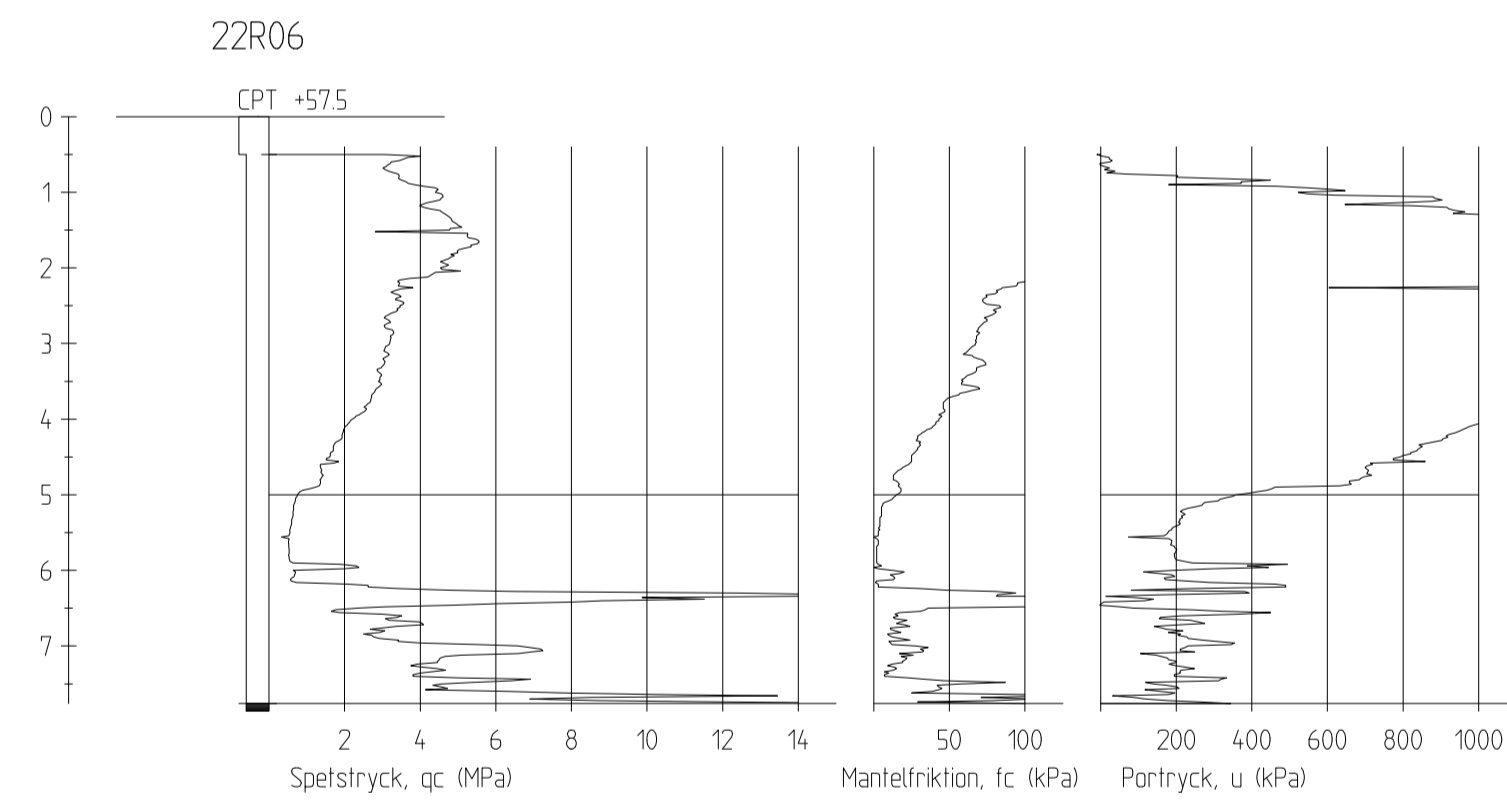 22R06
CPT +57.5
0
1
2
3
4
5
6
7
2 4 6 8 10 12 14
50 100
200 400 600 800 1000
Spetstryck, qc (MPa)
Mantelfriktion, fc (kPa)
Portryck, u (kPa)